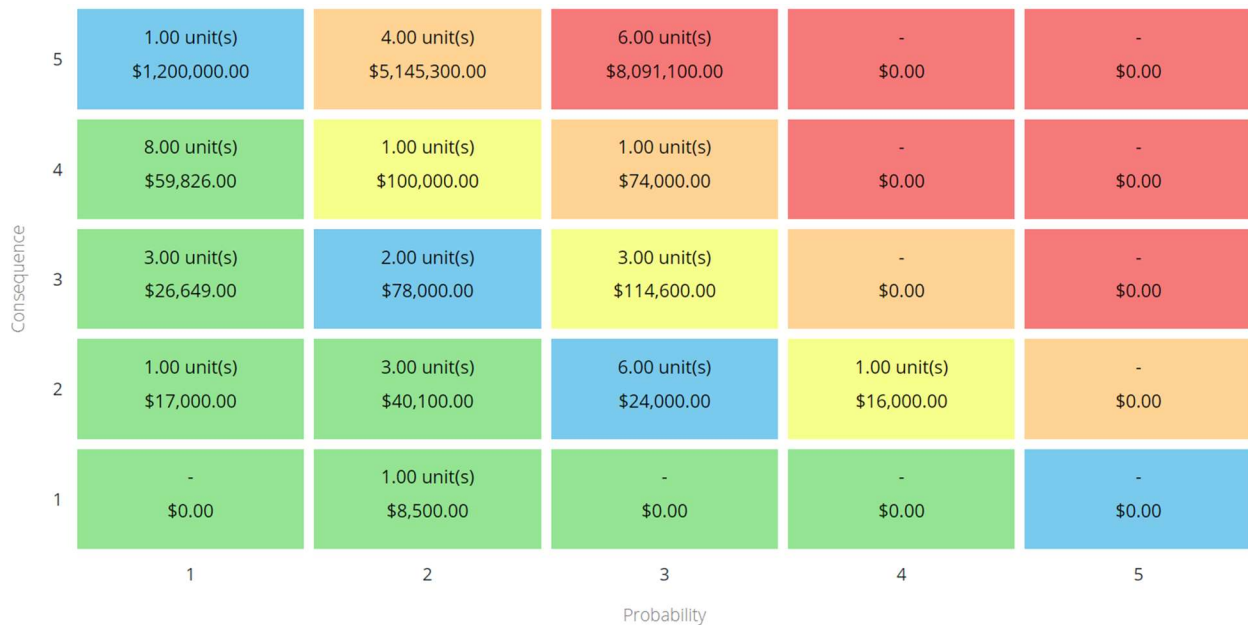 Consequence
5
1.00 unit(s)
$1,200,000.00
4.00 unit(s)
$5,145,300.00
6.00 unit(s)
$8,091,100.00
-
$0.00
-
$0.00
4
8.00 unit(s)
$59,826.00
1.00 unit(s)
$100,000.00
1.00 unit(s)
$74,000.00
-
$0.00
-
$0.00
3
3.00 unit(s)
$26,649.00
2.00 unit(s)
$78,000.00
3.00 unit(s)
$114,600.00
-
$0.00
-
$0.00
2
1.00 unit(s)
$17,000.00
3.00 unit(s)
$40,100.00
6.00 unit(s)
$24,000.00
1.00 unit(s)
$16,000.00
-
$0.00
1
-
$0.00
1.00 unit(s)
$8,500.00
-
$0.00
-
$0.00
-
$0.00
1
2
3
4
5
Probability